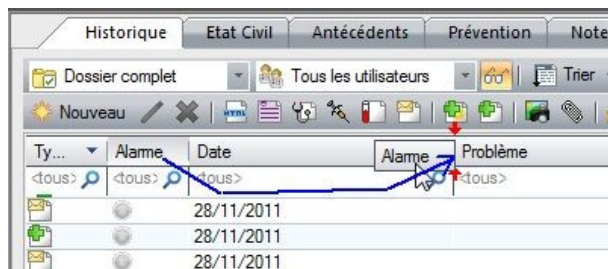 Historique Etat Civil Antécédents Prévention Note
Dossier complet Tous les utilisateurs Trier
Nouveau HTML
Ty... Alarme Date Alarme Problème
<tous> <tous> <tous> <tous>
28/11/2011
28/11/2011
28/11/2011